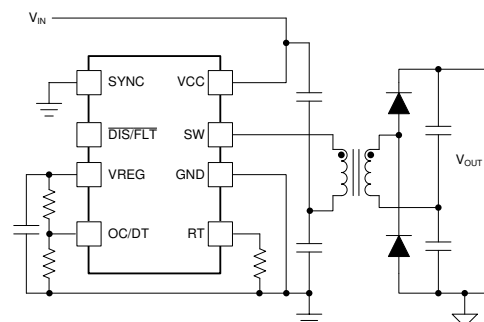 VIN
SYNC VCC
DIS/FLT SW
VREG GND
OC/DT RT
VOUT